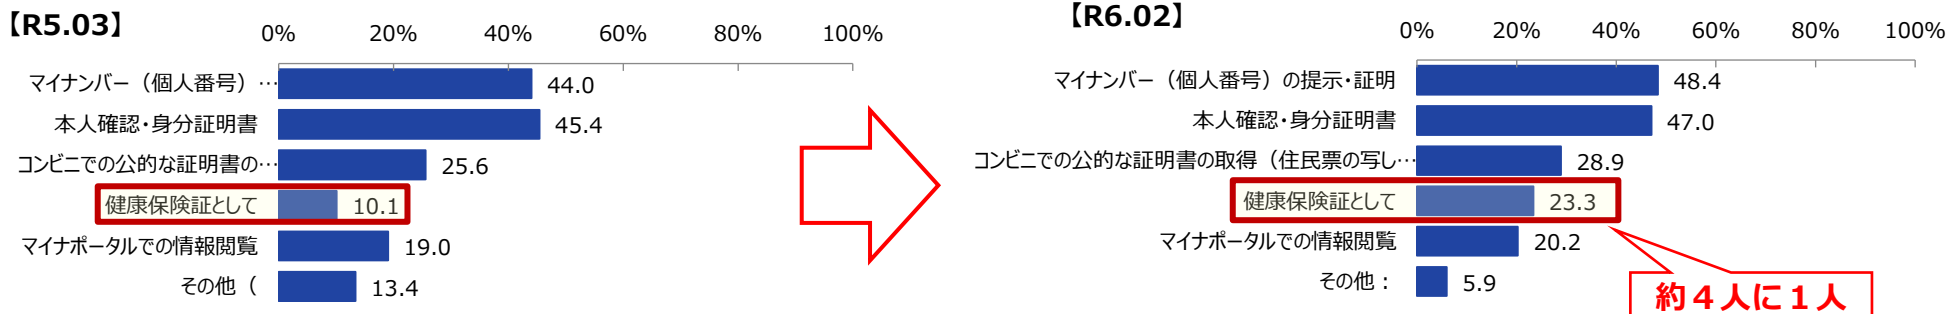 【R5.03】
0% 20% 40% 60% 80% 100%
マイナンバー（個人番号）… 44.0
本人確認・身分証明書 45.4
コンビニでの公的な証明書の… 25.6
健康保険証として 10.1
マイナポータルでの情報閲覧 19.0
その他（ 13.4
【R6.02】
0% 20% 40% 60% 80% 100%
マイナンバー（個人番号）の提示・証明 48.4
本人確認・身分証明書 47.0
コンビニでの公的な証明書の取得（住民票の写し… 28.9
健康保険証として 23.3
マイナポータルでの情報閲覧 20.2
その他： 5.9
約４人に１人